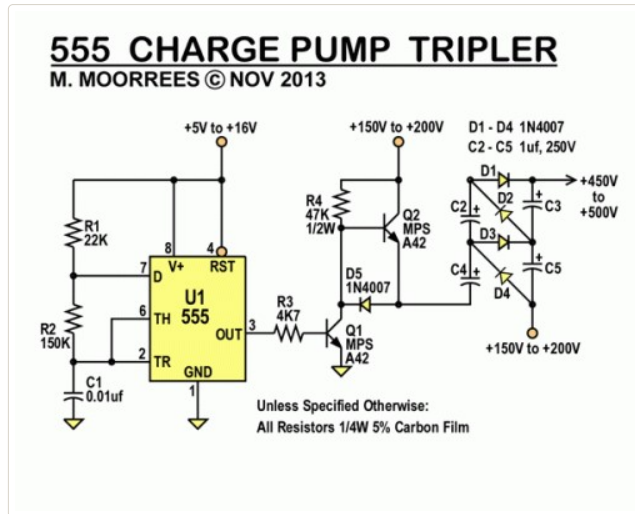 555 CHARGE PUMP TRIPLER
M. MOORREES © NOV 2013
+5V to +16V
+150V to +200V
D1 - D4 1N4007
C2 - C5 1uf, 250V
D1
+450V
to
+500V
R4
47K
1/2W
Q2
MPS
A42
C2
+
D2
+
C3
R1
22K
8
V+
4
RST
D3
7
D
U1
555
D5
1N4007
C4
+
D4
+
C5
6
TH
R3
4K7
OUT
3
R2
150K
2
TR
Q1
MPS
A42
+150V to +200V
GND
1
C1
0.01uf
Unless Specified Otherwise:
All Resistors 1/4W 5% Carbon Film